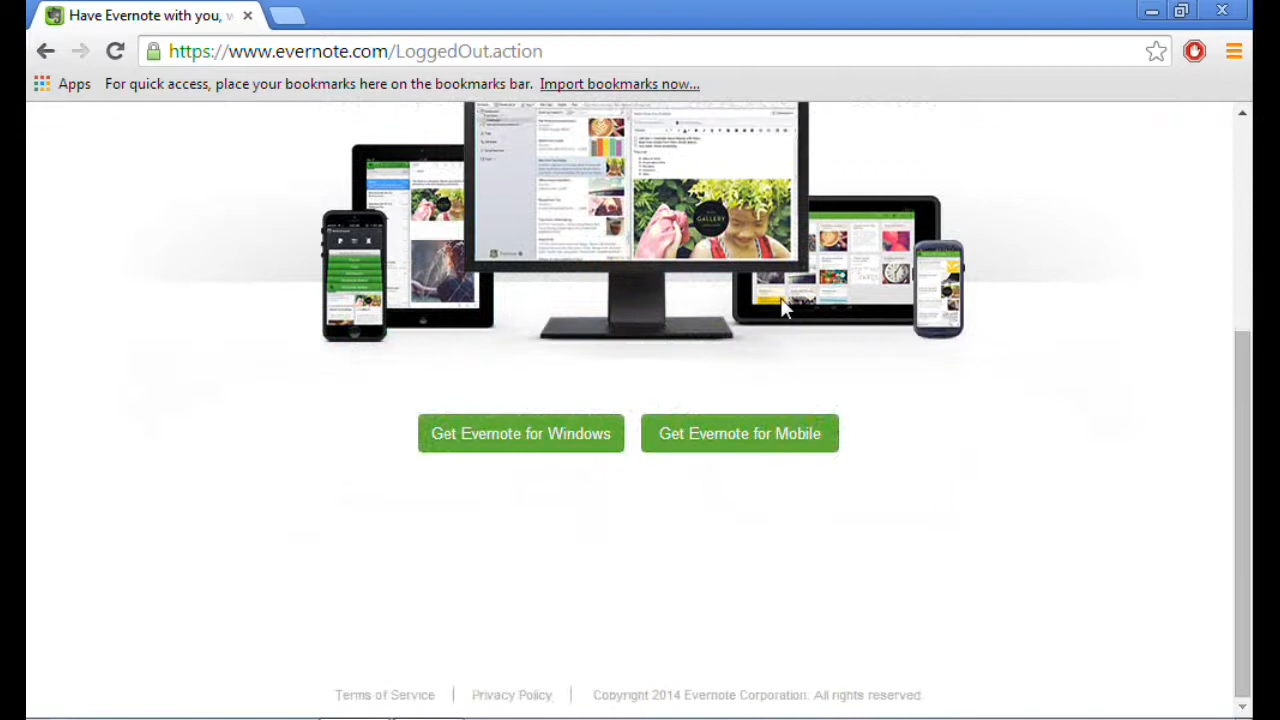 Have Evernote with you,
https://www.evernote.com/LoggedOut.action
Apps For quick access, place your bookmarks here on the bookmarks bar. Import bookmarks now...
GALLERY
Get Evernote for Windows Get Evernote for Mobile
Terms of Service | Privacy Policy | Copyright 2014 Evernote Corporation. All rights reserved.